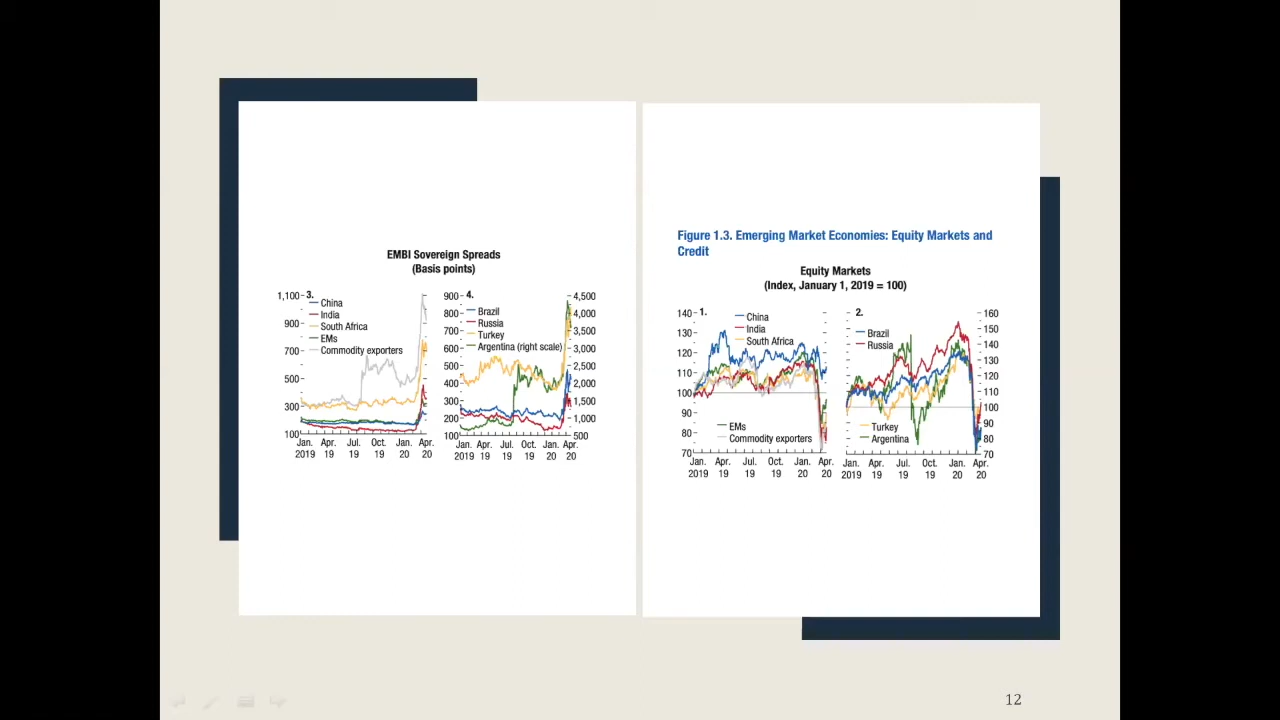 EMBI Sovereign Spreads
(Basis points)
3.
China
India
South Africa
EMs
Commodity exporters
1,100
900
700
500
300
100
Jan. Apr. Jul. Oct. Jan. Apr.
2019 19 19 19 20 20
4.
Brazil
Russia
Turkey
Argentina (right scale)
900
800
700
600
500
400
300
200
100
4,500
4,000
3,500
3,000
2,500
2,000
1,500
1,000
500
Jan. Apr. Jul. Oct. Jan. Apr.
2019 19 19 19 20 20
Figure 1.3. Emerging Market Economies: Equity Markets and
Credit
Equity Markets
(Index, January 1, 2019 = 100)
1.
China
India
South Africa
EMs
Commodity exporters
140
130
120
110
100
90
80
70
Jan. Apr. Jul. Oct. Jan. Apr.
2019 19 19 19 20 20
2.
Brazil
Russia
Turkey
Argentina
160
150
140
130
120
110
100
90
80
70
Jan. Apr. Jul. Oct. Jan. Apr.
2019 19 19 19 20 20
12